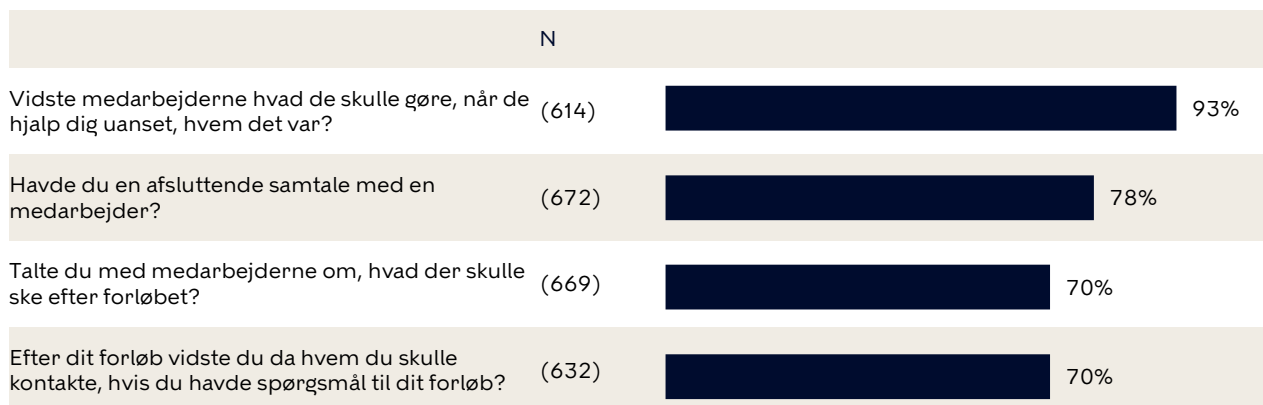 N
Vidste medarbejderne hvad de skulle gøre, når de
hjalp dig uanset, hvem det var?
(614)
93%
Havde du en afsluttende samtale med en
medarbejder?
(672)
78%
Talte du med medarbejderne om, hvad der skulle
ske efter forløbet?
(669)
70%
Efter dit forløb vidste du da hvem du skulle
kontakte, hvis du havde spørgsmål til dit forløb?
(632)
70%